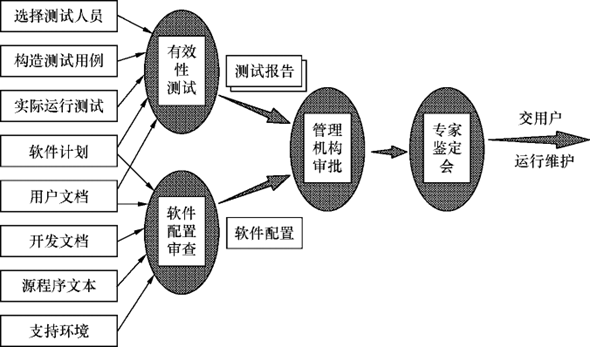 选择测试人员
构造测试用例
实际运行测试
软件计划
用户文档
开发文档
源程序文本
支持环境
有效
性
测试
软件
配置
审查
测试报告
软件配置
管理
机构
审批
专家
鉴定
会
交用户
运行维护